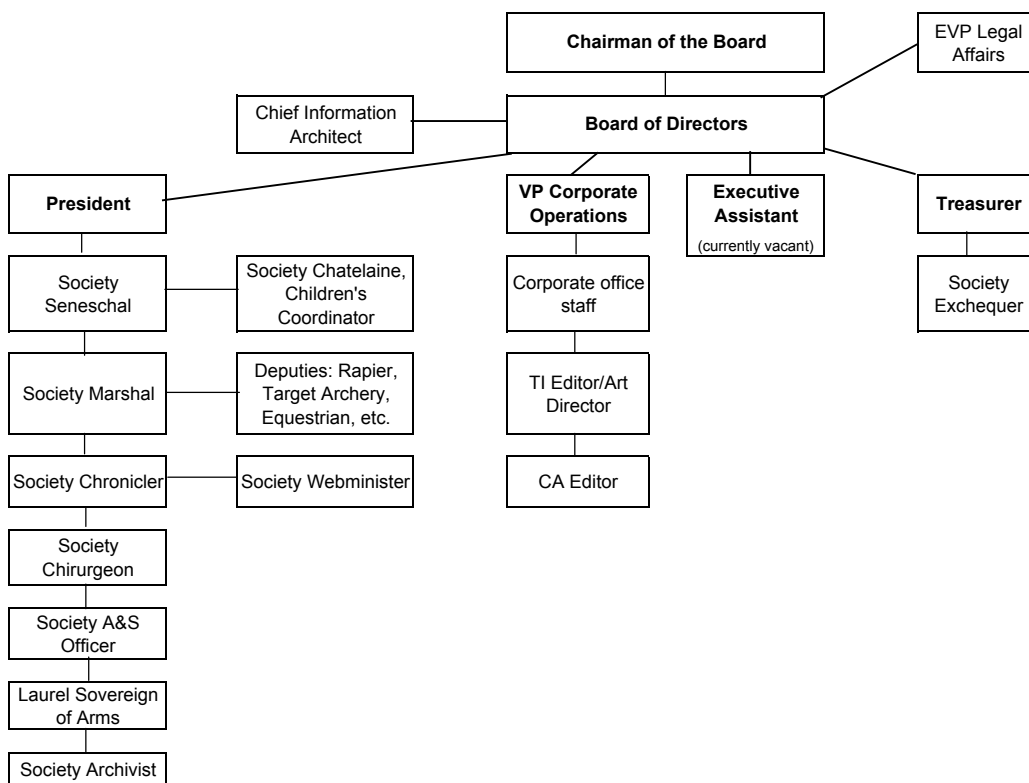 Chairman of the Board
EVP Legal
Affairs
Chief Information
Architect
Board of Directors
President
VP Corporate
Operations
Executive
Assistant
(currently vacant)
Treasurer
Society
Seneschal
Society Chatelaine,
Children's
Coordinator
Corporate office
staff
Society
Exchequer
Society Marshal
Deputies: Rapier,
Target Archery,
Equestrian, etc.
TI Editor/Art
Director
Society Chronicler
Society Webminister
CA Editor
Society
Chirurgeon
Society A&S
Officer
Laurel Sovereign
of Arms
Society Archivist